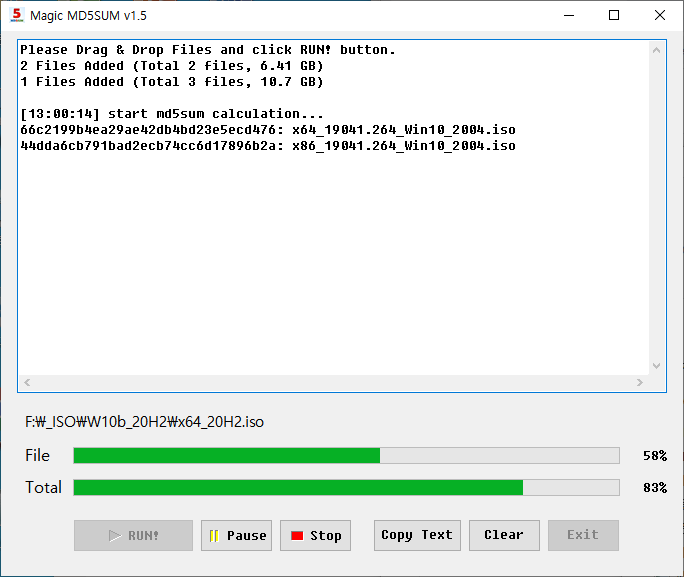 5 Magic MD5SUM v1.5
Please Drag & Drop Files and click RUN! button.
2 Files Added (Total 2 files, 6.41 GB)
1 Files Added (Total 3 files, 10.7 GB)
[13:00:14] start md5sum calculation...
66c2199b4ea29ae42db4bd23e5ecd476: x64_19041.264_Win10_2004.iso
44dda6cb791bad2ecb74cc6d17896b2a: x86_19041.264_Win10_2004.iso
F:₩_ISO₩W10b_20H2₩x64_20H2.iso
File 58%
Total 83%
RUN! Pause Stop Copy Text Clear Exit